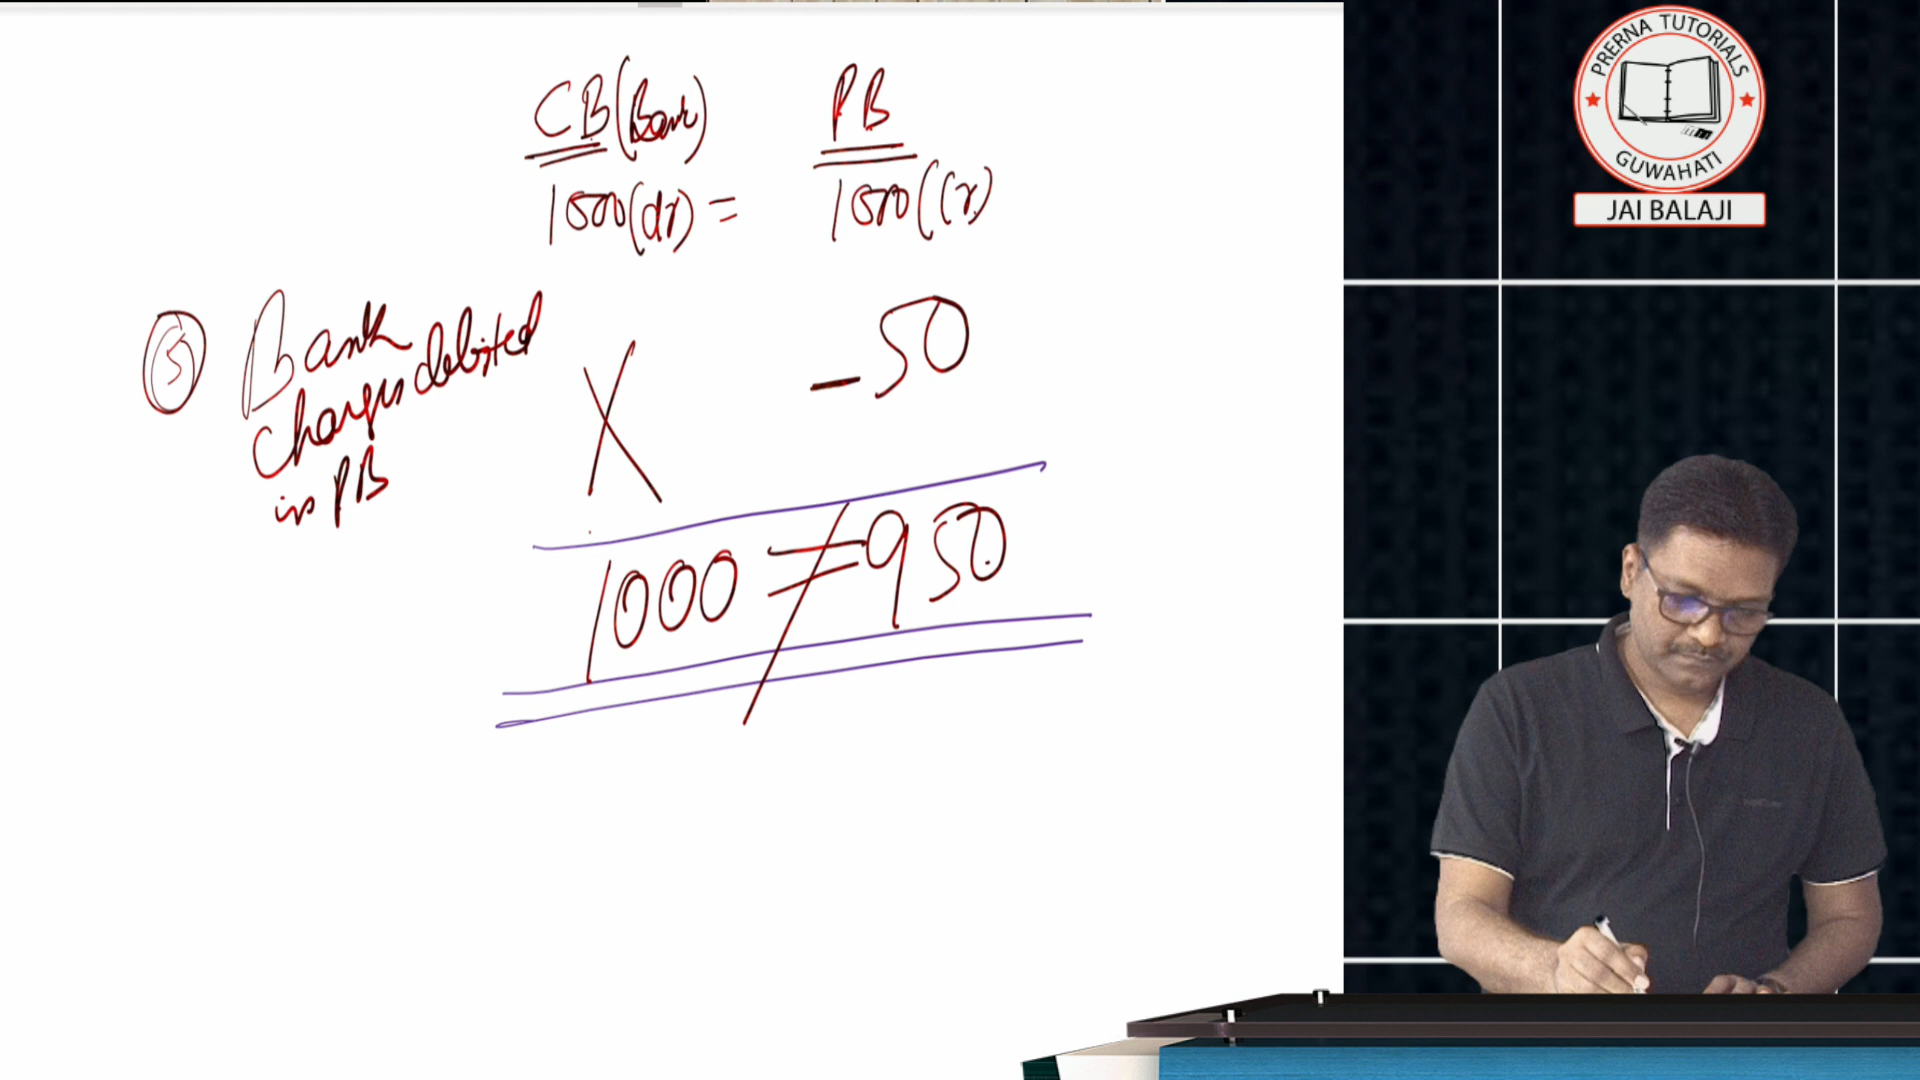 CB (Bank) PB
1000 (dr) = 1000 (Cr)
5 Bank
charges debited
in PB
X - 50
1000 ≠ 950
PRERNA TUTORIALS
GUWAHATI
JAI BALAJI